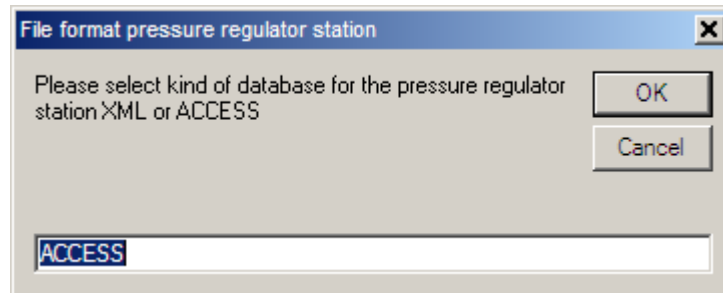 File format pressure regulator station
Please select kind of database for the pressure regulator
station XML or ACCESS
OK
Cancel
ACCESS